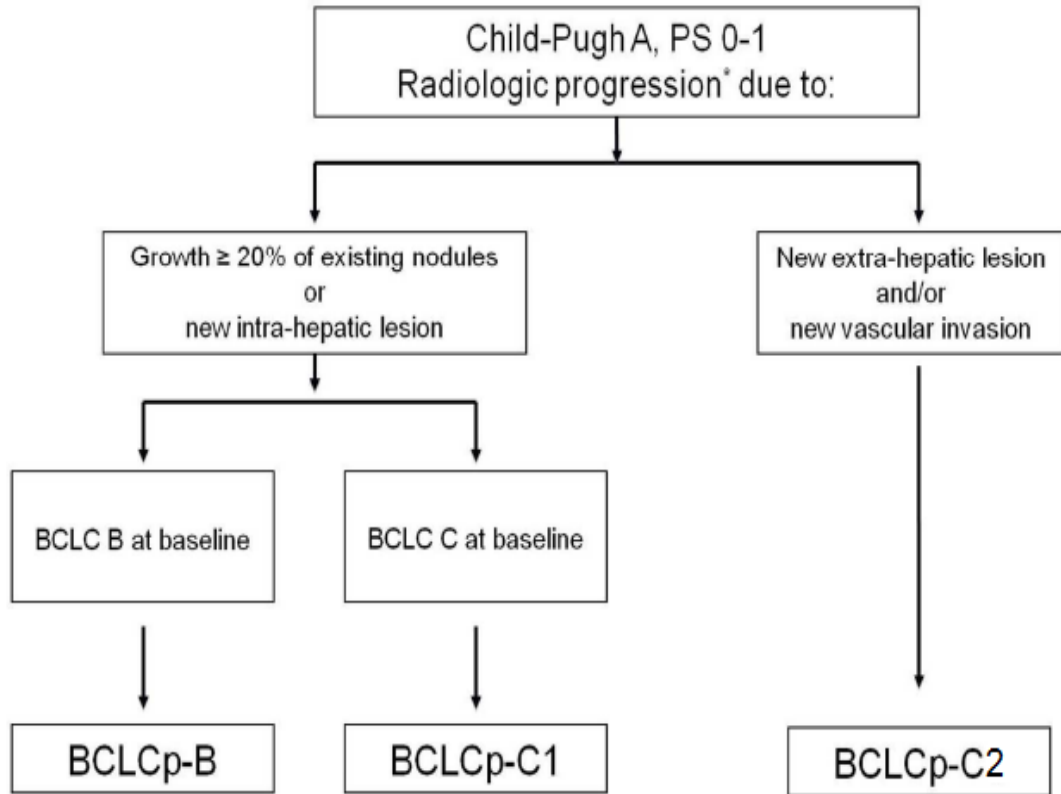 Child-Pugh A, PS 0-1
Radiologic progression* due to:
Growth ≥ 20% of existing nodules
or
new intra-hepatic lesion
New extra-hepatic lesion
and/or
new vascular invasion
BCLC B at baseline
BCLC C at baseline
BCLCp-B
BCLCp-C1
BCLCp-C2